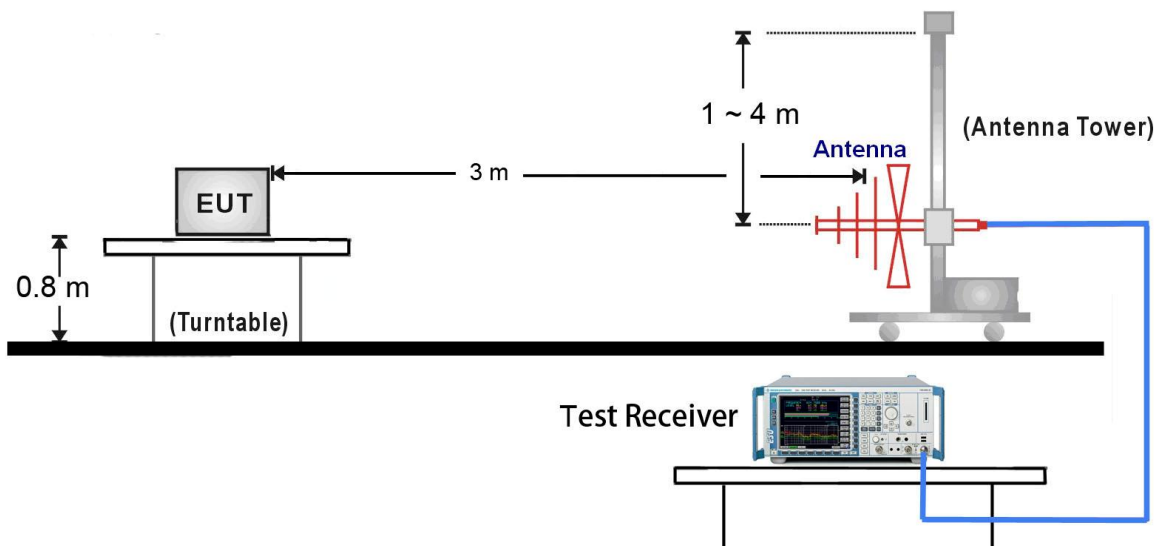 1 ~ 4 m
(Antenna Tower)
Antenna
3 m
EUT
0.8 m
(Turntable)
Test Receiver